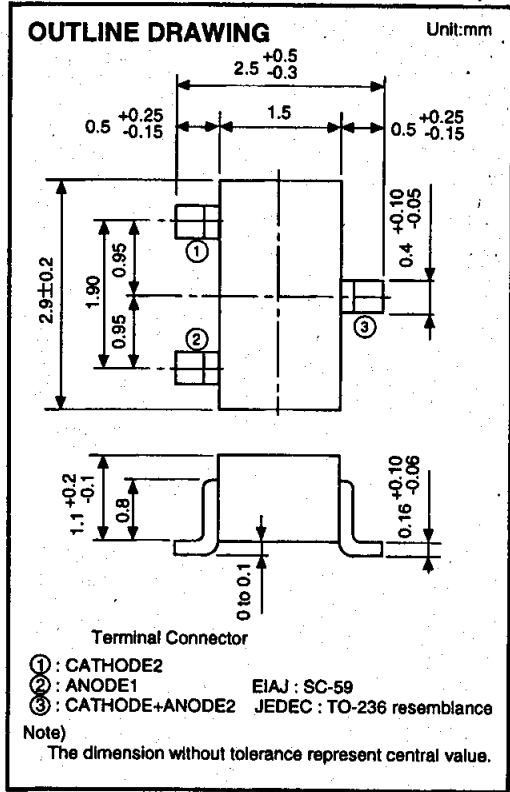 OUTLINE DRAWING Unit:mm
2.5 +0.5 -0.3
0.5 +0.25 -0.15 1.5 0.5 +0.25 -0.15
2.9±0.2
1.90
0.95
0.95
0.4 +0.10 -0.05
①
②
③
1.1 +0.2 -0.1
0.8
0 to 0.1
0.16 +0.10 -0.06
Terminal Connector
① : CATHODE2
② : ANODE1 EIAJ : SC-59
③ : CATHODE+ANODE2 JEDEC : TO-236 resemblance
Note)
The dimension without tolerance represent central value.